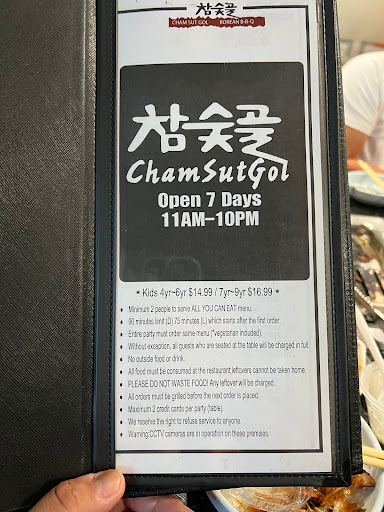 참숯골
CHAM SUT GOL KOREAN B-B-Q
참숯골
ChamSutGol
Open 7 Days
11AM-10PM
* Kids 4yr~6yr $14.99 / 7yr~9yr $16.99 *
• Minimum 2 people to serve ALL YOU CAN EAT menu.
• 90 minutes limit (D) 75 minutes (L) which starts after the first order.
• Entire party must order same menu (*vegetarian included).
• Without exception, all guests who are seated at the table will be charged in full.
• No outside food or drink.
• All food must be consumed at the restaurant,leftovers cannot be taken home.
• PLEASE DO NOT WASTE FOOD! Any leftover will be charged.
• All orders must be grilled before the next order is placed.
• Maximum 2 credit cards per party (table).
• We reserve the right to refuse service to anyone.
• Warning:CCTV cameras are in operation on these premises.